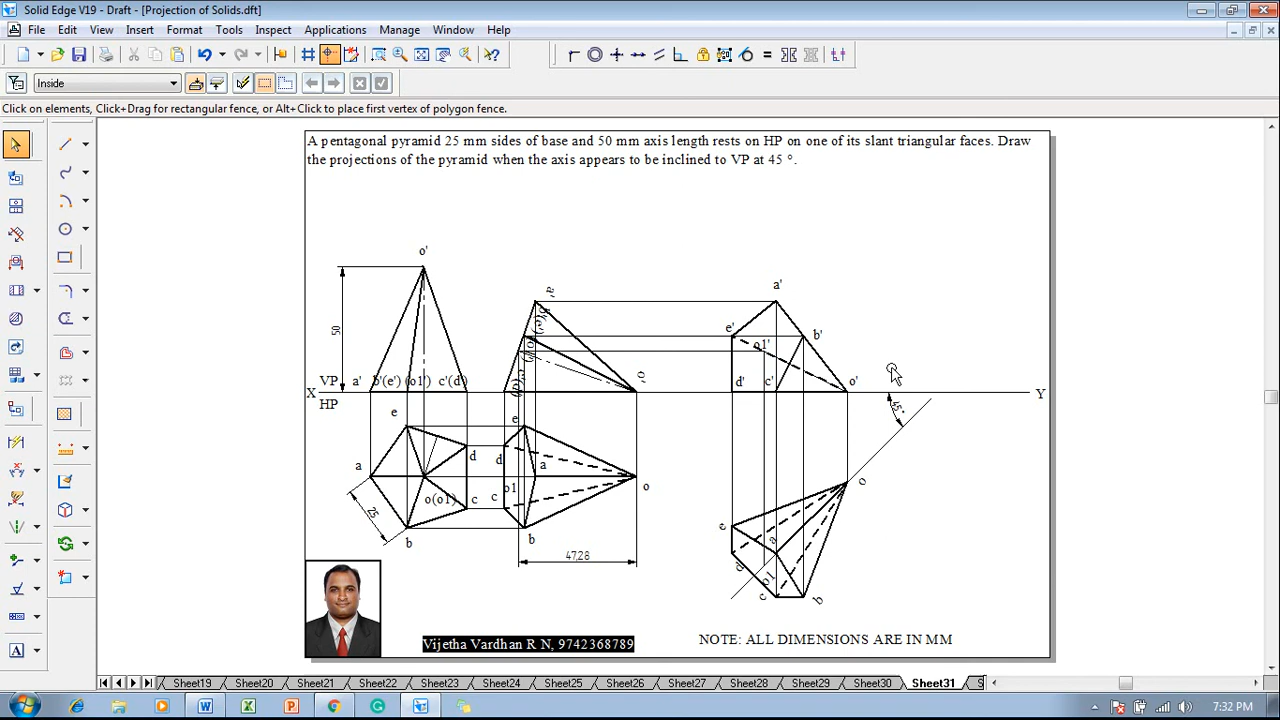 Solid Edge V19 - Draft - [Projection of Solids.dft]
File Edit View Insert Format Tools Inspect Applications Manage Window Help
Inside
Click on elements, Click+Drag for rectangular fence, or Alt+Click to place first vertex of polygon fence.
A pentagonal pyramid 25 mm sides of base and 50 mm axis length rests on HP on one of its slant triangular faces. Draw
the projections of the pyramid when the axis appears to be inclined to VP at 45 °.
o'
a' a'
50
b'(e') e' o1' b'
VP a' b'(e') (o1') c'(d') o' d' c' o'
X Y
HP
45°
e e
a d d a
o(o1) c c o1 o o
25
b b e a
47,28
d o1 c b
Vijetha Vardhan R N, 9742368789
NOTE: ALL DIMENSIONS ARE IN MM
Sheet19 Sheet20 Sheet21 Sheet22 Sheet23 Sheet24 Sheet25 Sheet26 Sheet27 Sheet28 Sheet29 Sheet30 Sheet31 S
7:32 PM